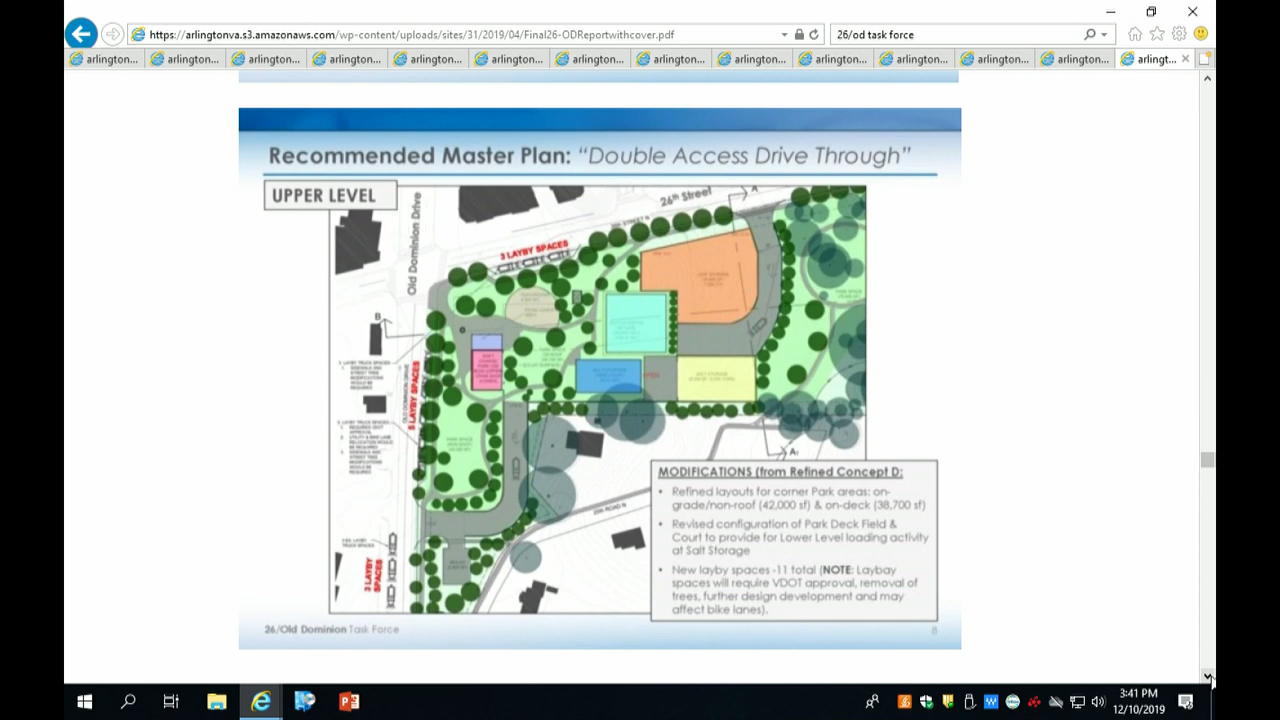 https://arlingtonva.s3.amazonaws.com/wp-content/uploads/sites/31/2019/04/Final26-ODReportwithcover.pdf
26/od task force
arlington...
arlington...
arlington...
arlington...
arlington...
arlington...
arlington...
arlington...
arlington...
arlington...
arlington...
arlington...
arlington...
arlingt...
Recommended Master Plan: “Double Access Drive Through”
UPPER LEVEL
Old Dominion Drive
26th Street
A
3 LAYBY SPACES
B
5 LAYBY SPACES
OLD DOMINION DRIVE
A
3 LAYBY SPACES
MODIFICATIONS (from Refined Concept D:
• Refined layouts for corner Park areas: on-
grade/non-roof (42,000 sf) & on-deck (38,700 sf)
• Revised configuration of Park Deck Field &
Court to provide for Lower Level loading activity
at Salt Storage
• New layby spaces -11 total (NOTE: Laybay
spaces will require VDOT approval, removal of
trees, further design development and may
affect bike lanes).
26/Old Dominion Task Force
8
3:41 PM
12/10/2019